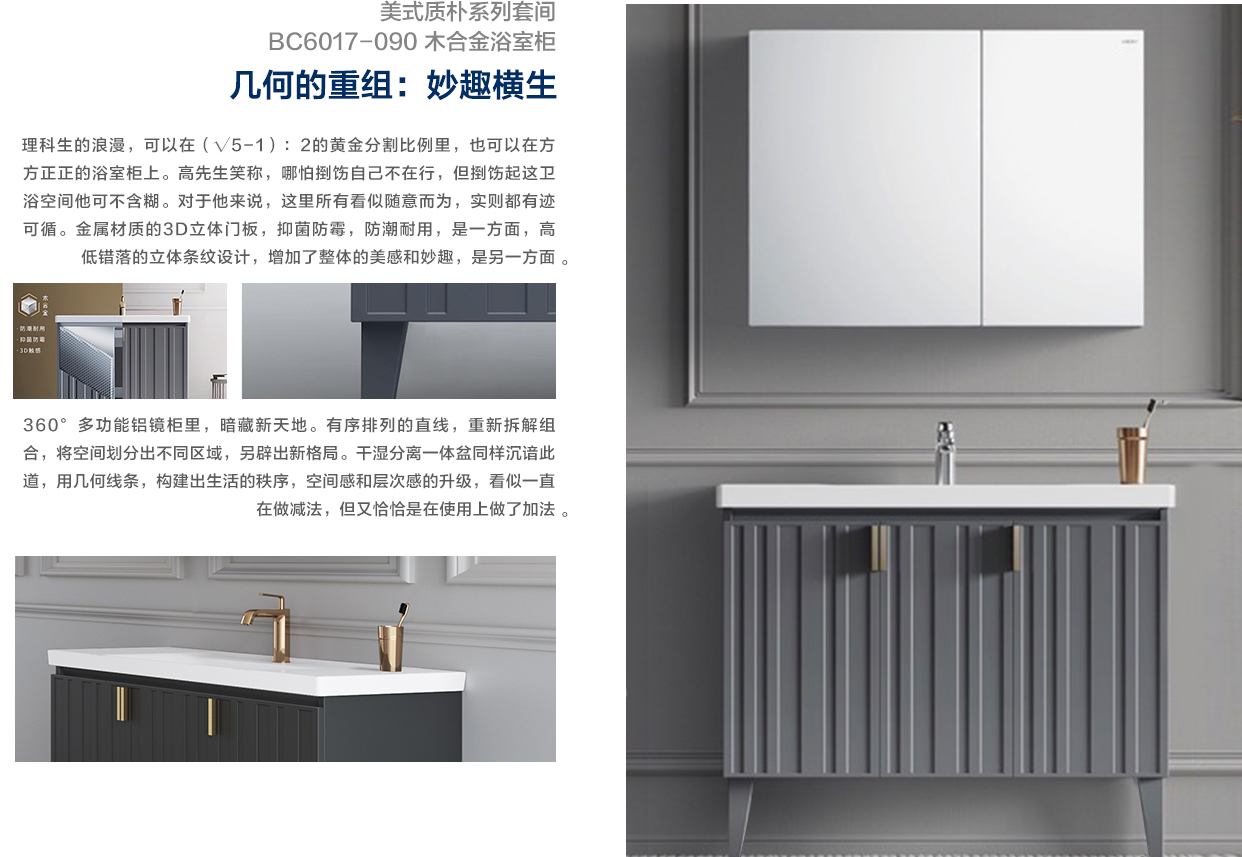 美式质朴系列套间
BC6017-090 木合金浴室柜
几何的重组：妙趣横生
理科生的浪漫，可以在（√5-1）：2的黄金分割比例里，也可以在方
方正正的浴室柜上。高先生笑称，哪怕捯饬自己不在行，但捯饬起这卫
浴空间他可不含糊。对于他来说，这里所有看似随意而为，实则都有迹
可循。金属材质的3D立体门板，抑菌防霉，防潮耐用，是一方面，高
低错落的立体条纹设计，增加了整体的美感和妙趣，是另一方面 。
·防潮耐用
·抑菌防霉
·3D触感
360°多功能铝镜柜里，暗藏新天地。有序排列的直线，重新拆解组
合，将空间划分出不同区域，另辟出新格局。干湿分离一体盆同样沉谙此
道，用几何线条，构建出生活的秩序，空间感和层次感的升级，看似一直
在做减法，但又恰恰是在使用上做了加法 。